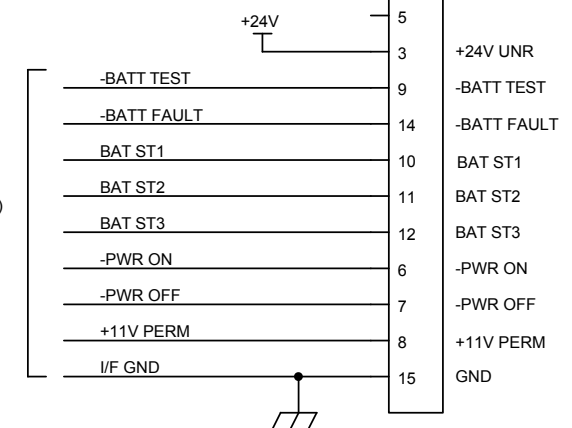 5
+24V
3 +24V UNR
-BATT TEST 9 -BATT TEST
-BATT FAULT 14 -BATT FAULT
BAT ST1 10 BAT ST1
BAT ST2 11 BAT ST2
)
BAT ST3 12 BAT ST3
-PWR ON 6 -PWR ON
-PWR OFF 7 -PWR OFF
+11V PERM 8 +11V PERM
I/F GND 15 GND